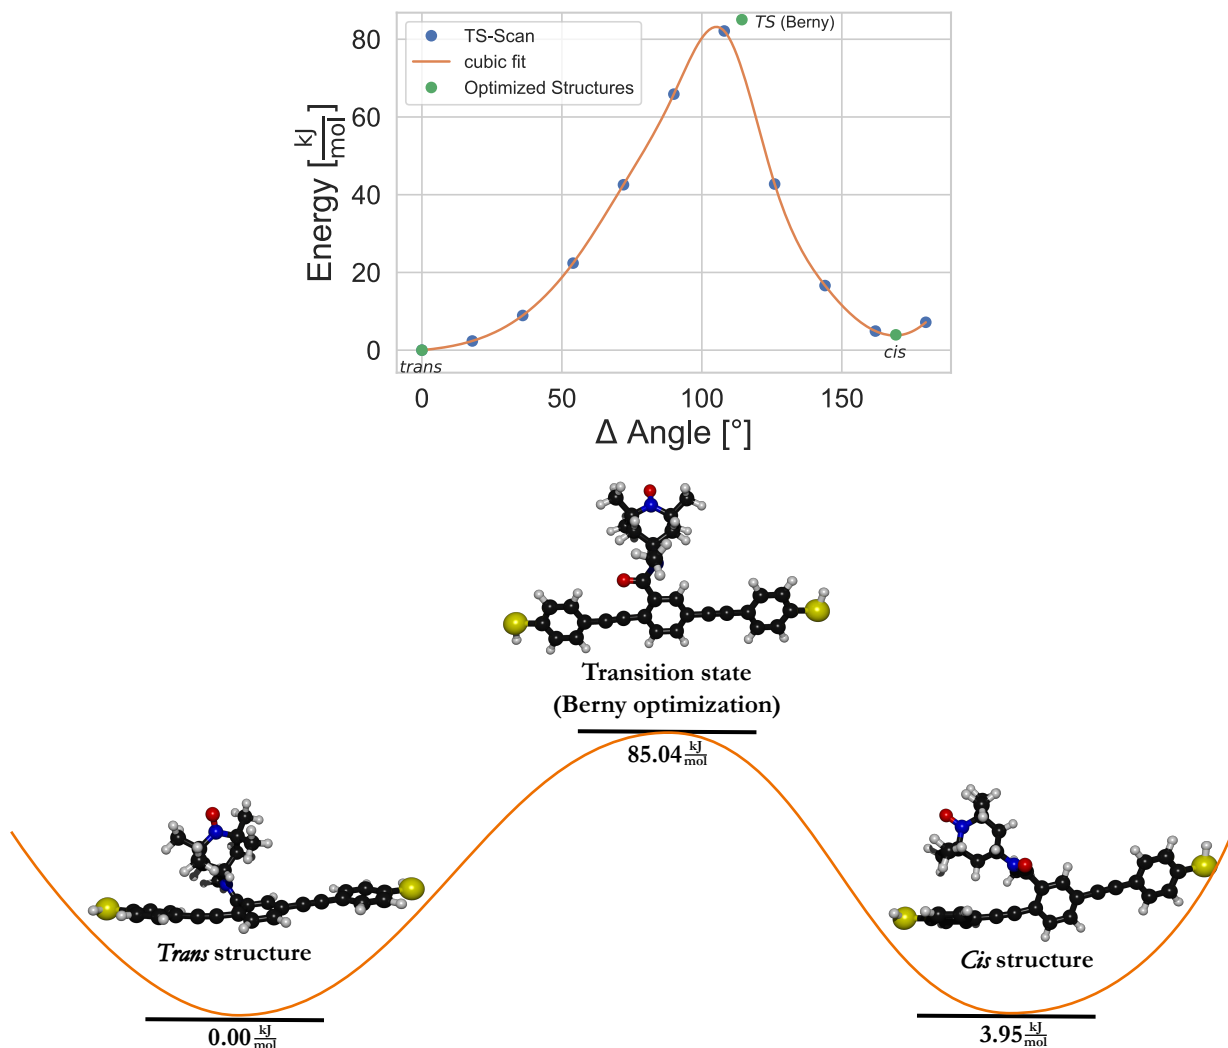 TS-Scan
cubic fit
Optimized Structures
TS (Berny)
80
60
40
20
0
Energy [kJ/mol]
trans
cis
0 50 100 150
Δ Angle [°]
Transition state
(Berny optimization)
85.04 kJ/mol
Trans structure
Cis structure
0.00 kJ/mol
3.95 kJ/mol